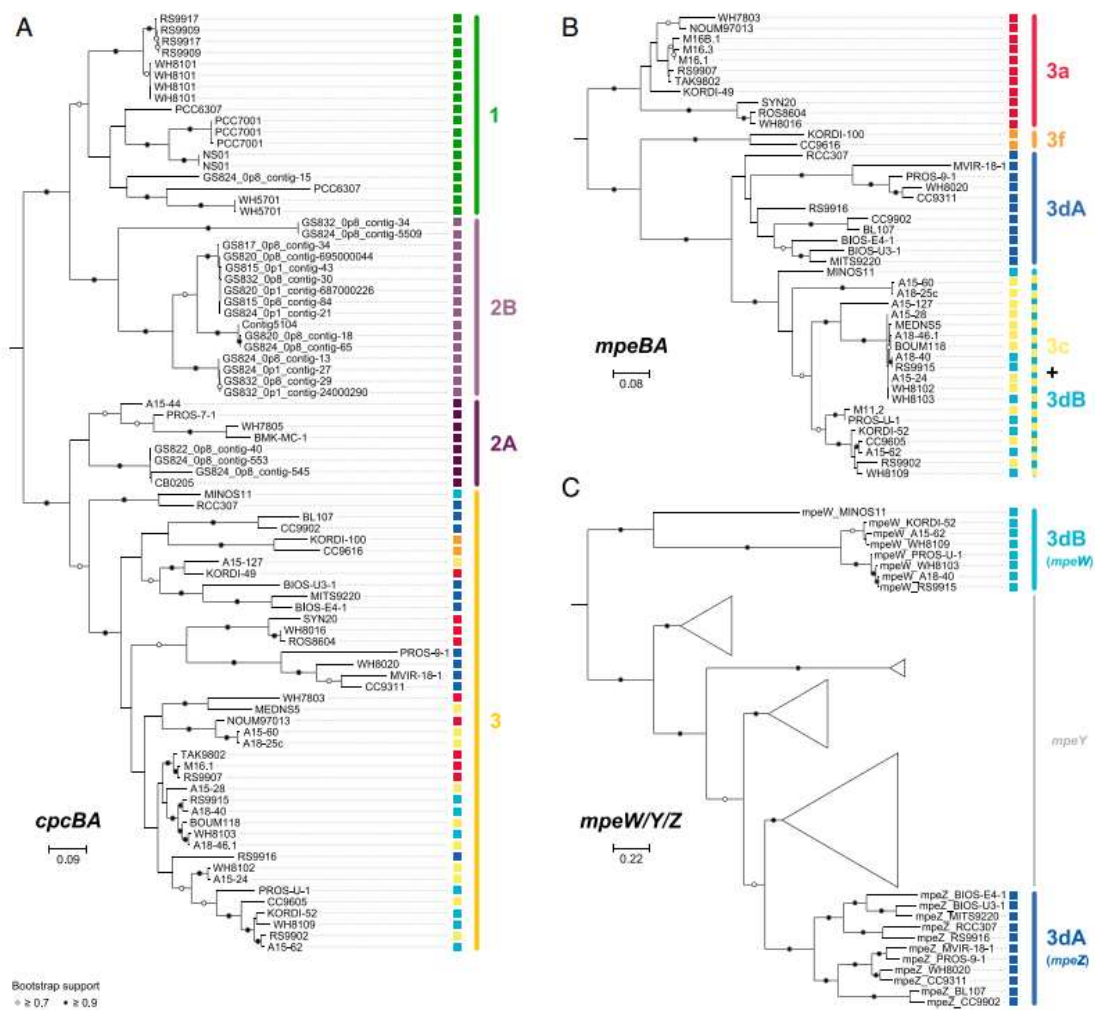 A
RS9917
RS9909
RS9917
RS9909
WH8101
WH8101
WH8101
WH8101
PCC6307
PCC7001
PCC7001
PCC7001
NS01
NS01
GS824_0p8_contig-15
PCC6307
WH5701
WH5701
1
GS832_0p8_contig-34
GS824_0p8_contig-5509
GS817_0p8_contig-34
GS820_0p8_contig-695000044
GS815_0p1_contig-43
GS832_0p8_contig-30
GS820_0p1_contig-687000226
GS815_0p8_contig-84
GS824_0p1_contig-21
Contig5104
GS820_0p8_contig-18
GS824_0p8_contig-65
GS824_0p8_contig-13
GS824_0p1_contig-27
GS832_0p8_contig-29
GS832_0p1_contig-24000290
2B
A15-44
PROS-7-1
WH7805
BMK-MC-1
GS822_0p8_contig-40
GS824_0p8_contig-553
GS824_0p8_contig-545
CB0205
2A
MINOS11
RCC307
BL107
CC9902
KORDI-100
CC9616
A15-127
KORDI-49
BIOS-U3-1
MITS9220
BIOS-E4-1
SYN20
WH8016
ROS8604
PROS-9-1
WH8020
MVIR-18-1
CC9311
WH7803
MEDNS5
NOUM97013
A15-60
A18-25c
TAK9802
M16.1
RS9907
A15-28
RS9915
A18-40
BOUM118
WH8103
A18-46.1
RS9916
WH8102
A15-24
PROS-U-1
CC9605
KORDI-52
WH8109
RS9902
A15-62
3
cpcBA
0.09
Bootstrap support
≥ 0.7
≥ 0.9
B
WH7803
NOUM97013
M16B.1
M16.3
M16.1
RS9907
TAK9802
KORDI-49
SYN20
ROS8604
WH8016
3a
KORDI-100
CC9616
3f
RCC307
MVIR-18-1
PROS-9-1
WH8020
CC9311
RS9916
CC9902
BL107
BIOS-E4-1
BIOS-U3-1
MITS9220
3dA
MINOS11
A15-60
A18-25c
A15-127
A15-28
MEDNS5
A18-46.1
BOUM118
A18-40
RS9915
A15-24
WH8102
WH8103
M11.2
PROS-U-1
KORDI-52
CC9605
A15-62
RS9902
WH8109
3c
+
3dB
mpeBA
0.08
C
mpeW_MINOS11
mpeW_KORDI-52
mpeW_A15-62
mpeW_WH8109
mpeW_PROS-U-1
mpeW_WH8103
mpeW_A18-40
mpeW_RS9915
3dB
(mpeW)
mpeY
mpeW/Y/Z
0.22
mpeZ_BIOS-E4-1
mpeZ_BIOS-U3-1
mpeZ_MITS9220
mpeZ_RCC307
mpeZ_RS9916
mpeZ_MVIR-18-1
mpeZ_PROS-9-1
mpeZ_WH8020
mpeZ_CC9311
mpeZ_BL107
mpeZ_CC9902
3dA
(mpeZ)